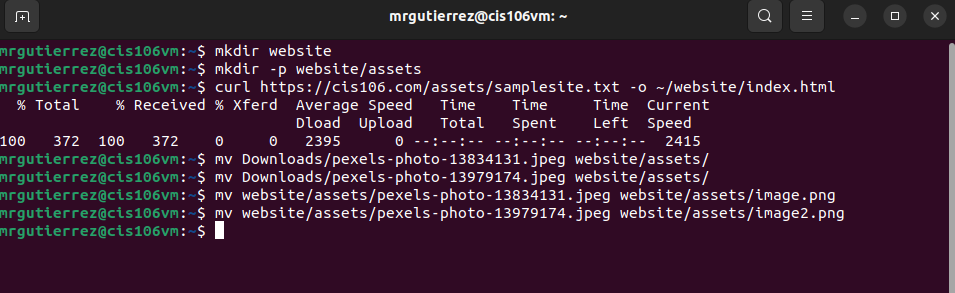 mrgutierrez@cis106vm: ~
mrgutierrez@cis106vm:~$ mkdir website
mrgutierrez@cis106vm:~$ mkdir -p website/assets
mrgutierrez@cis106vm:~$ curl https://cis106.com/assets/samplesite.txt -o ~/website/index.html
  % Total    % Received % Xferd  Average Speed   Time    Time     Time  Current
                                 Dload  Upload   Total   Spent    Left  Speed
100   372  100   372    0     0   2395      0 --:--:-- --:--:-- --:--:--  2415
mrgutierrez@cis106vm:~$ mv Downloads/pexels-photo-13834131.jpeg website/assets/
mrgutierrez@cis106vm:~$ mv Downloads/pexels-photo-13979174.jpeg website/assets/
mrgutierrez@cis106vm:~$ mv website/assets/pexels-photo-13834131.jpeg website/assets/image.png
mrgutierrez@cis106vm:~$ mv website/assets/pexels-photo-13979174.jpeg website/assets/image2.png
mrgutierrez@cis106vm:~$